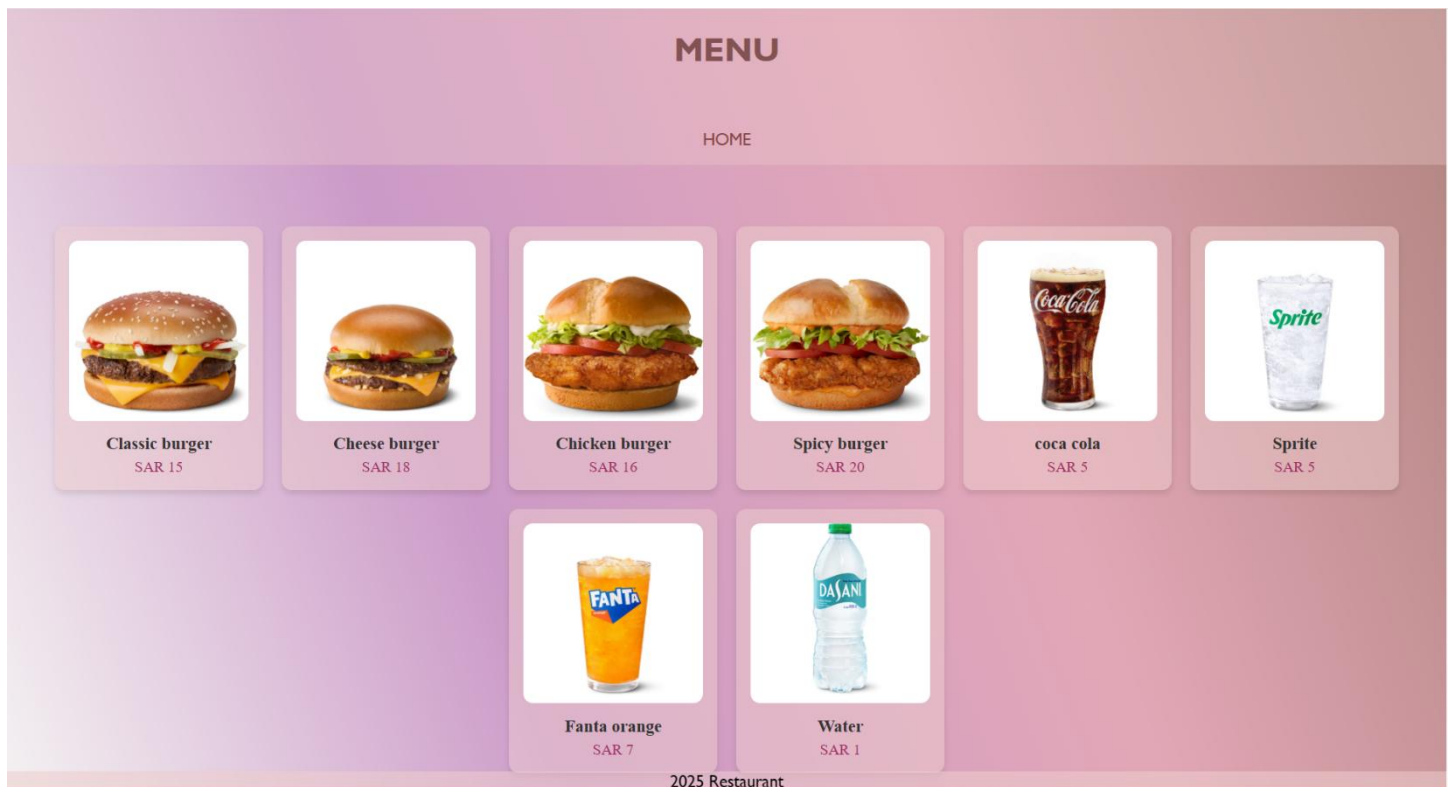 MENU
HOME
Coca-Cola
Sprite
Classic burger
SAR 15
Cheese burger
SAR 18
Chicken burger
SAR 16
Spicy burger
SAR 20
coca cola
SAR 5
Sprite
SAR 5
FANTA
DASANI
Fanta orange
SAR 7
Water
SAR 1
2025 Restaurant